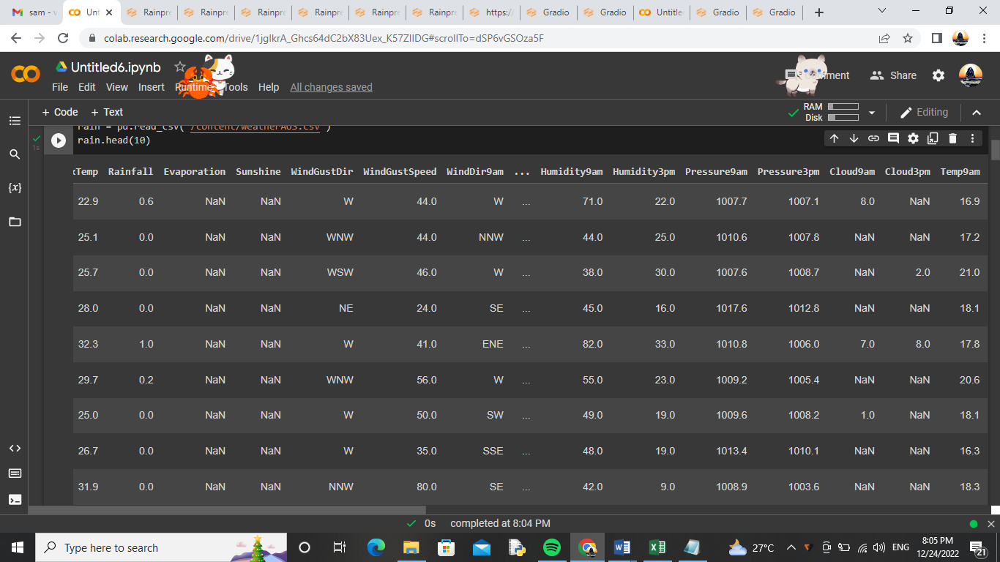 sam - v
Unt
Rainpre
Rainpre
Rainpre
Rainpre
Rainpre
Rainpre
https://
Gradio
Gradio
Untitle
Gradio
Gradio
colab.research.google.com/drive/1jgIkrA_Ghcs64dC2bX83Uex_K57ZIIDG#scrollTo=dSP6vGSOza5F
Untitled6.ipynb
File Edit View Insert Runtime Tools Help All changes saved
Share
+ Code + Text
RAM
Disk
Editing
rain = pd.read_csv('/content/weatherAUS.csv')
rain.head(10)
1s
{x}
xTemp Rainfall Evaporation Sunshine WindGustDir WindGustSpeed WindDir9am ... Humidity9am Humidity3pm Pressure9am Pressure3pm Cloud9am Cloud3pm Temp9am
22.9 0.6 NaN NaN W 44.0 W ... 71.0 22.0 1007.7 1007.1 8.0 NaN 16.9
25.1 0.0 NaN NaN WNW 44.0 NNW ... 44.0 25.0 1010.6 1007.8 NaN NaN 17.2
25.7 0.0 NaN NaN WSW 46.0 W ... 38.0 30.0 1007.6 1008.7 NaN 2.0 21.0
28.0 0.0 NaN NaN NE 24.0 SE ... 45.0 16.0 1017.6 1012.8 NaN NaN 18.1
32.3 1.0 NaN NaN W 41.0 ENE ... 82.0 33.0 1010.8 1006.0 7.0 8.0 17.8
29.7 0.2 NaN NaN WNW 56.0 W ... 55.0 23.0 1009.2 1005.4 NaN NaN 20.6
25.0 0.0 NaN NaN W 50.0 SW ... 49.0 19.0 1009.6 1008.2 1.0 NaN 18.1
26.7 0.0 NaN NaN W 35.0 SSE ... 48.0 19.0 1013.4 1010.1 NaN NaN 16.3
31.9 0.0 NaN NaN NNW 80.0 SE ... 42.0 9.0 1008.9 1003.6 NaN NaN 18.3
0s completed at 8:04 PM
Type here to search
27°C
ENG
8:05 PM
12/24/2022
21